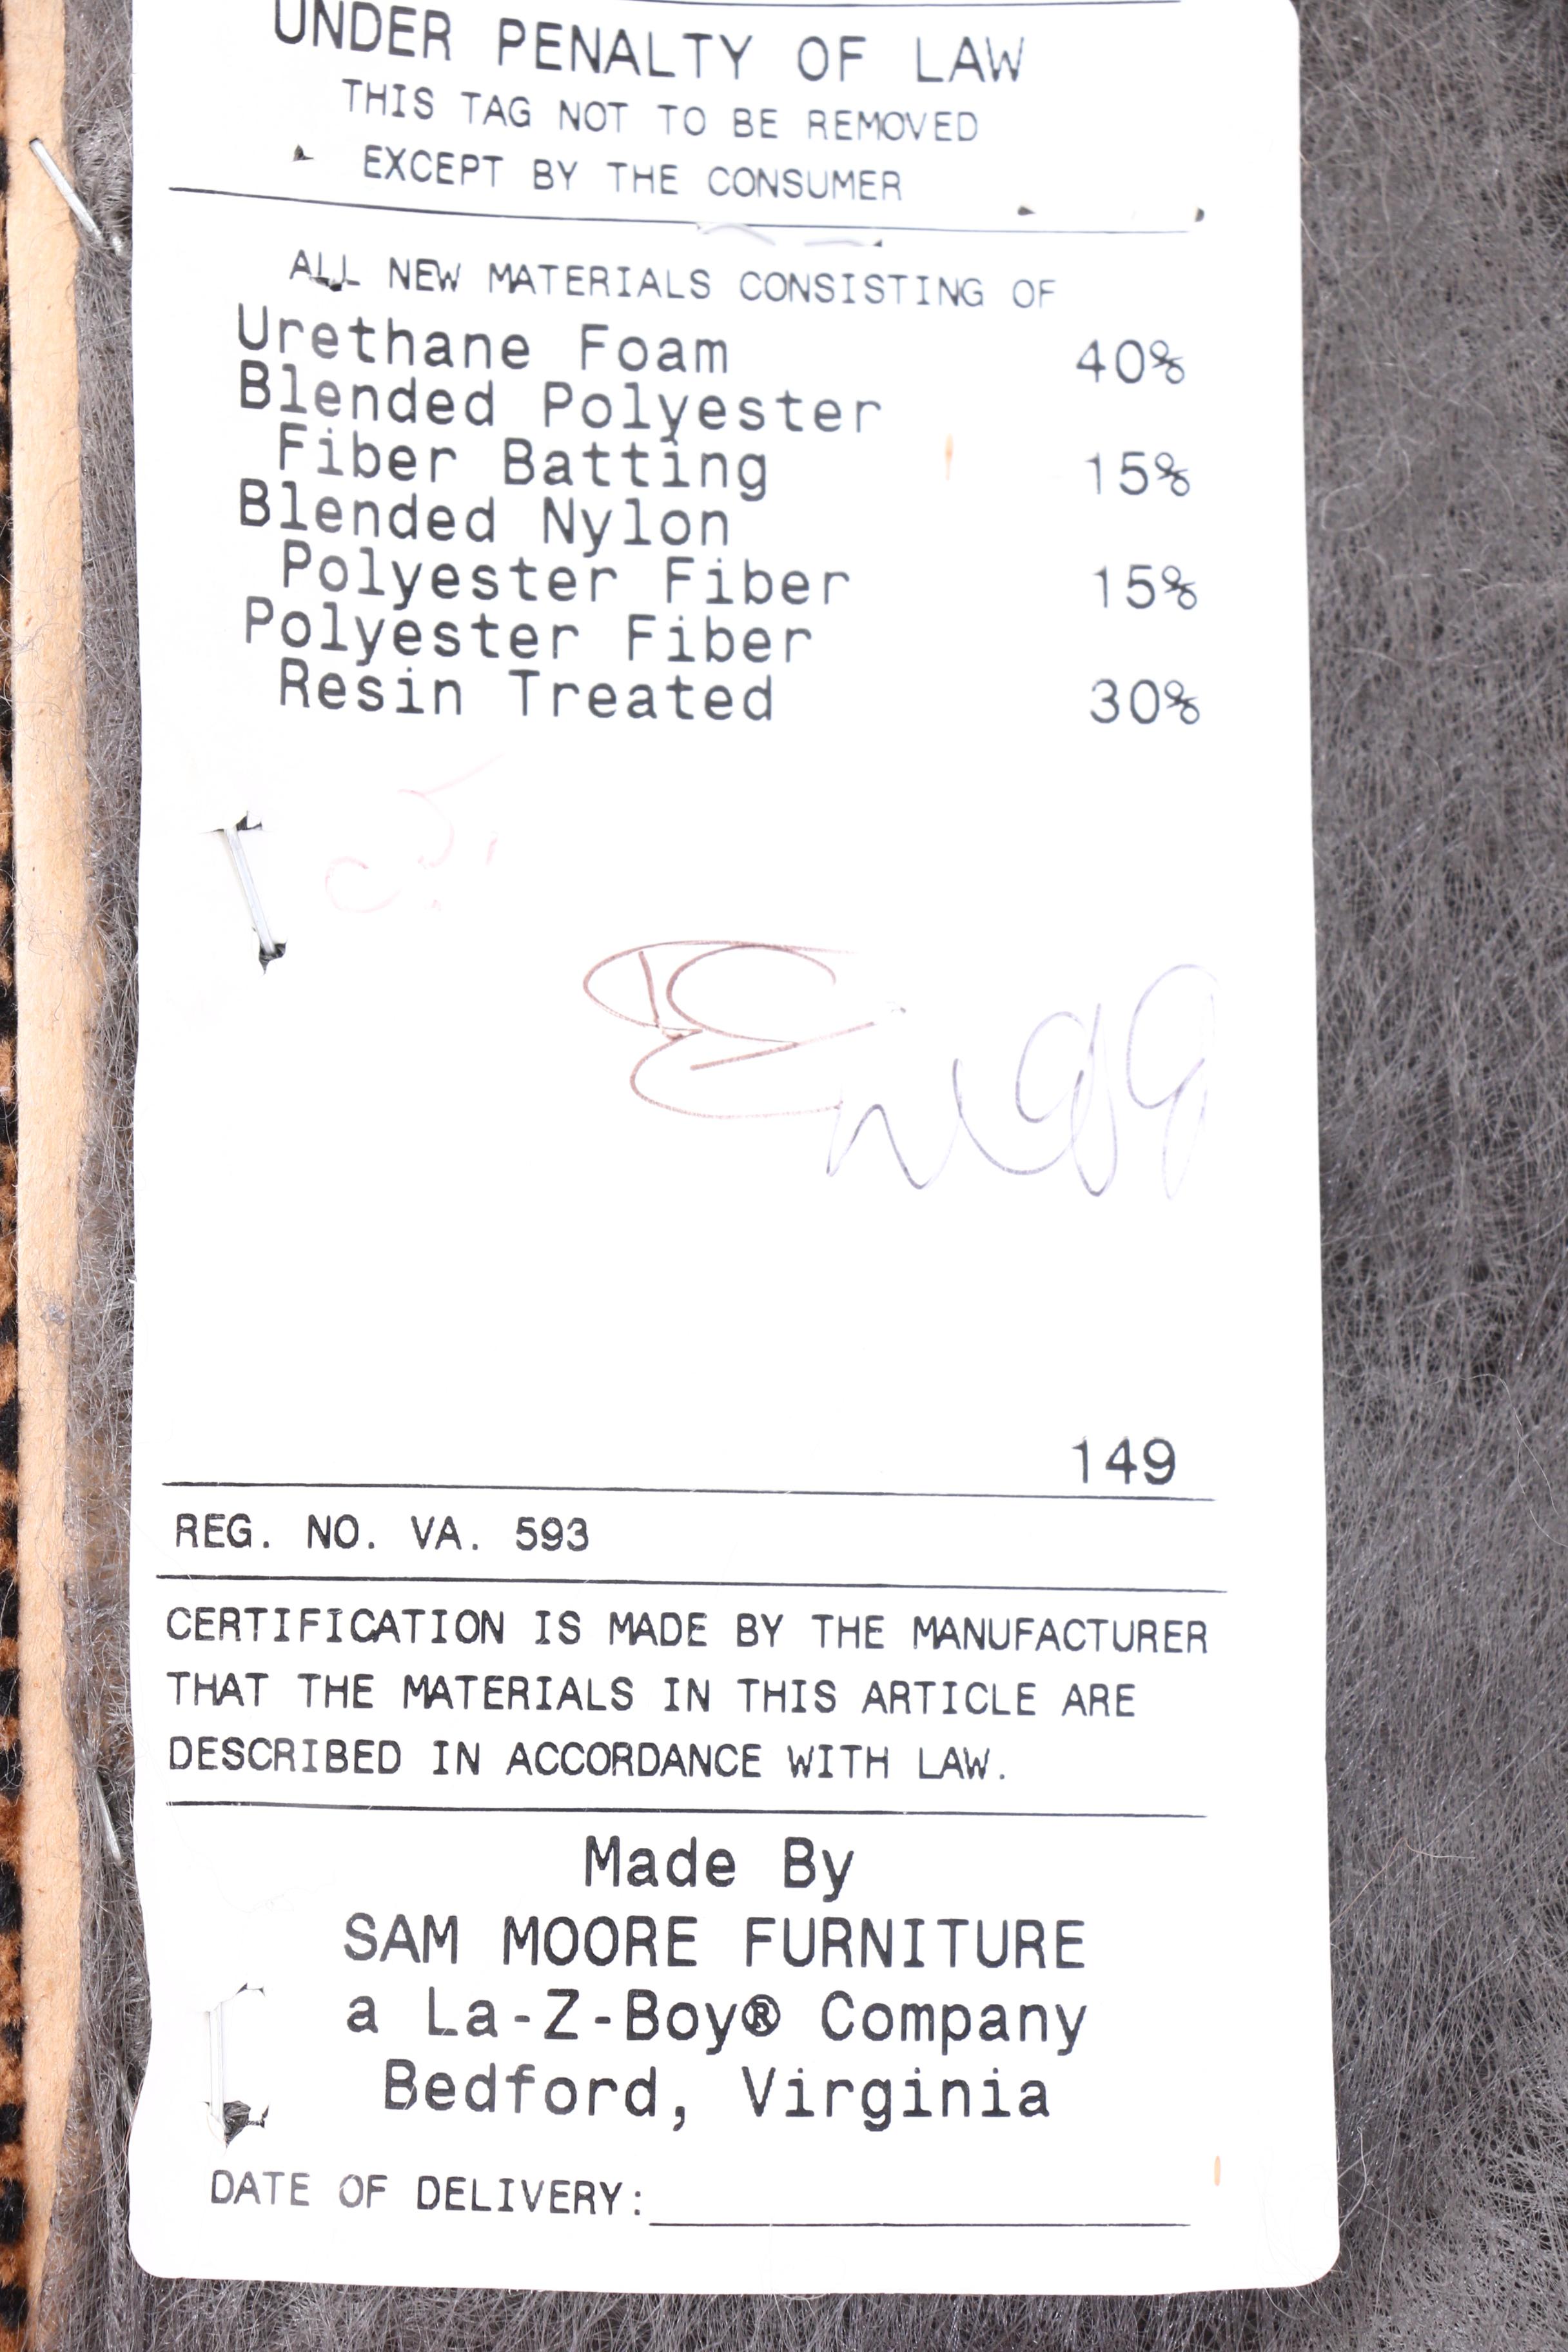 UNDER PENALTY OF LAW
THIS TAG NOT TO BE REMOVED
EXCEPT BY THE CONSUMER
ALL NEW MATERIALS CONSISTING OF
Urethane Foam 40%
Blended Polyester
Fiber Batting 15%
Blended Nylon
Polyester Fiber 15%
Polyester Fiber
Resin Treated 30%
149
REG. NO. VA. 593
CERTIFICATION IS MADE BY THE MANUFACTURER
THAT THE MATERIALS IN THIS ARTICLE ARE
DESCRIBED IN ACCORDANCE WITH LAW.
Made By
SAM MOORE FURNITURE
a La-Z-Boy® Company
Bedford, Virginia
DATE OF DELIVERY: